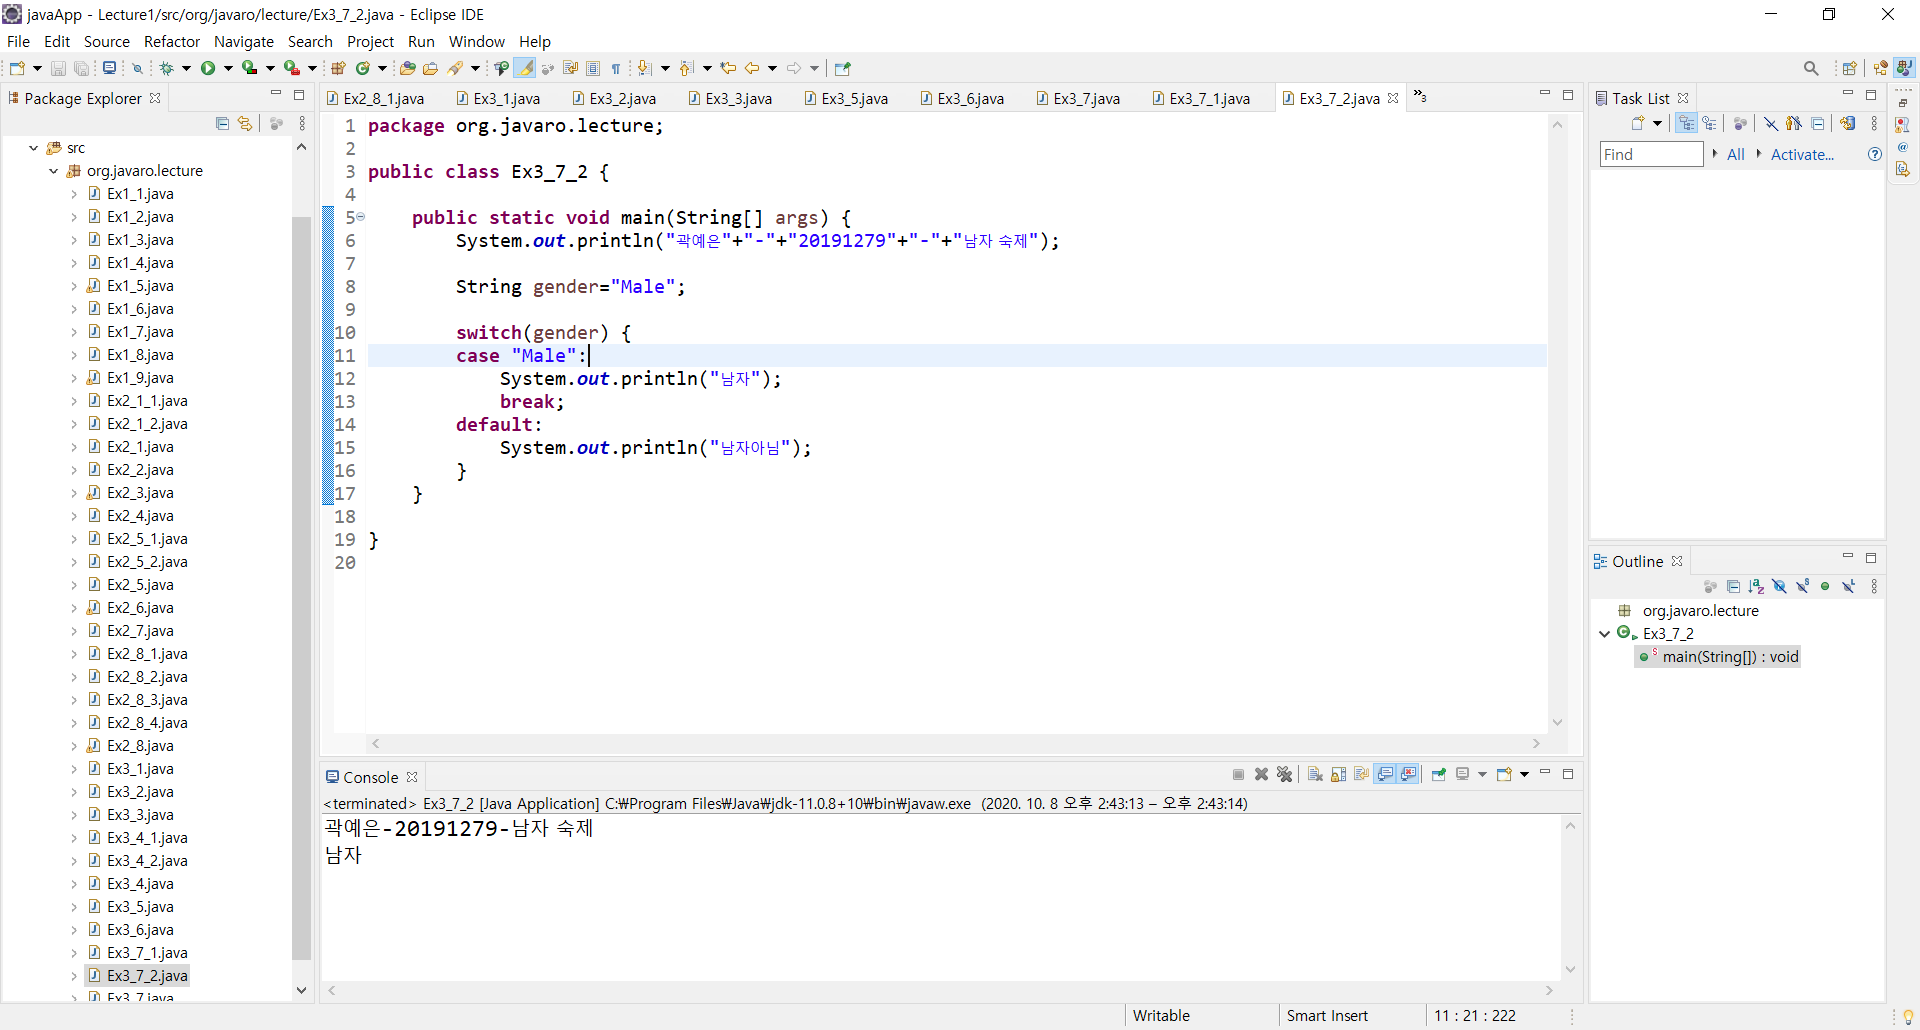 javaApp - Lecture1/src/org/javaro/lecture/Ex3_7_2.java - Eclipse IDE
File Edit Source Refactor Navigate Search Project Run Window Help
Package Explorer
src
org.javaro.lecture
Ex1_1.java
Ex1_2.java
Ex1_3.java
Ex1_4.java
Ex1_5.java
Ex1_6.java
Ex1_7.java
Ex1_8.java
Ex1_9.java
Ex2_1_1.java
Ex2_1_2.java
Ex2_1.java
Ex2_2.java
Ex2_3.java
Ex2_4.java
Ex2_5_1.java
Ex2_5_2.java
Ex2_5.java
Ex2_6.java
Ex2_7.java
Ex2_8_1.java
Ex2_8_2.java
Ex2_8_3.java
Ex2_8_4.java
Ex2_8.java
Ex3_1.java
Ex3_2.java
Ex3_3.java
Ex3_4_1.java
Ex3_4_2.java
Ex3_4.java
Ex3_5.java
Ex3_6.java
Ex3_7_1.java
Ex3_7_2.java
Ex3_7.java
Ex2_8_1.java Ex3_1.java Ex3_2.java Ex3_3.java Ex3_5.java Ex3_6.java Ex3_7.java Ex3_7_1.java Ex3_7_2.java »3
1 package org.javaro.lecture;
2
3 public class Ex3_7_2 {
4
5 public static void main(String[] args) {
6 System.out.println("곽예은"+"-"+"20191279"+"-"+"남자 숙제");
7
8 String gender="Male";
9
10 switch(gender) {
11 case "Male":
12 System.out.println("남자");
13 break;
14 default:
15 System.out.println("남자아님");
16 }
17 }
18
19 }
20
Console
<terminated> Ex3_7_2 [Java Application] C:₩Program Files₩Java₩jdk-11.0.8+10₩bin₩javaw.exe (2020. 10. 8 오후 2:43:13 – 오후 2:43:14)
곽예은-20191279-남자 숙제
남자
Task List
Find All Activate...
Outline
org.javaro.lecture
Ex3_7_2
main(String[]) : void
Writable Smart Insert 11 : 21 : 222